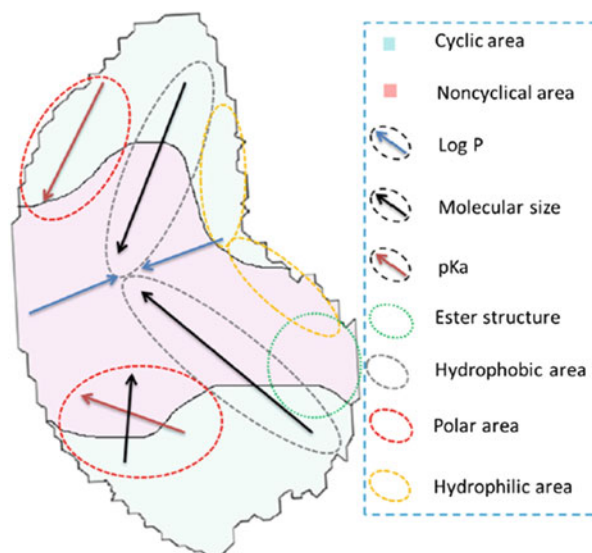 Cyclic area
Noncyclical area
Log P
Molecular size
pKa
Ester structure
Hydrophobic area
Polar area
Hydrophilic area